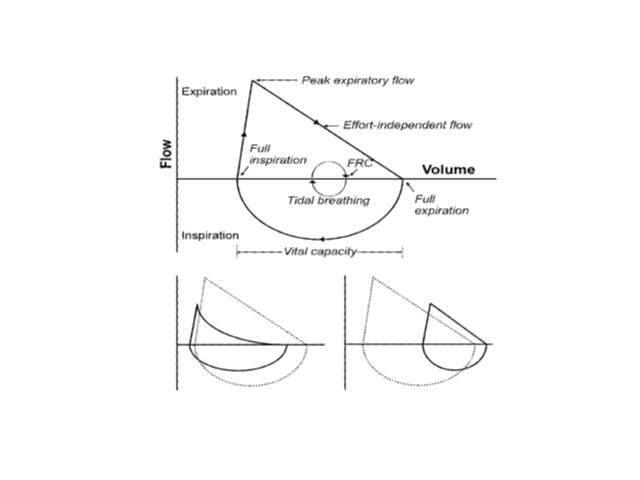 Peak expiratory flow
Expiration
Effort-independent flow
Flow
Full
inspiration
FRC
Volume
Tidal breathing
Full
expiration
Inspiration
Vital capacity